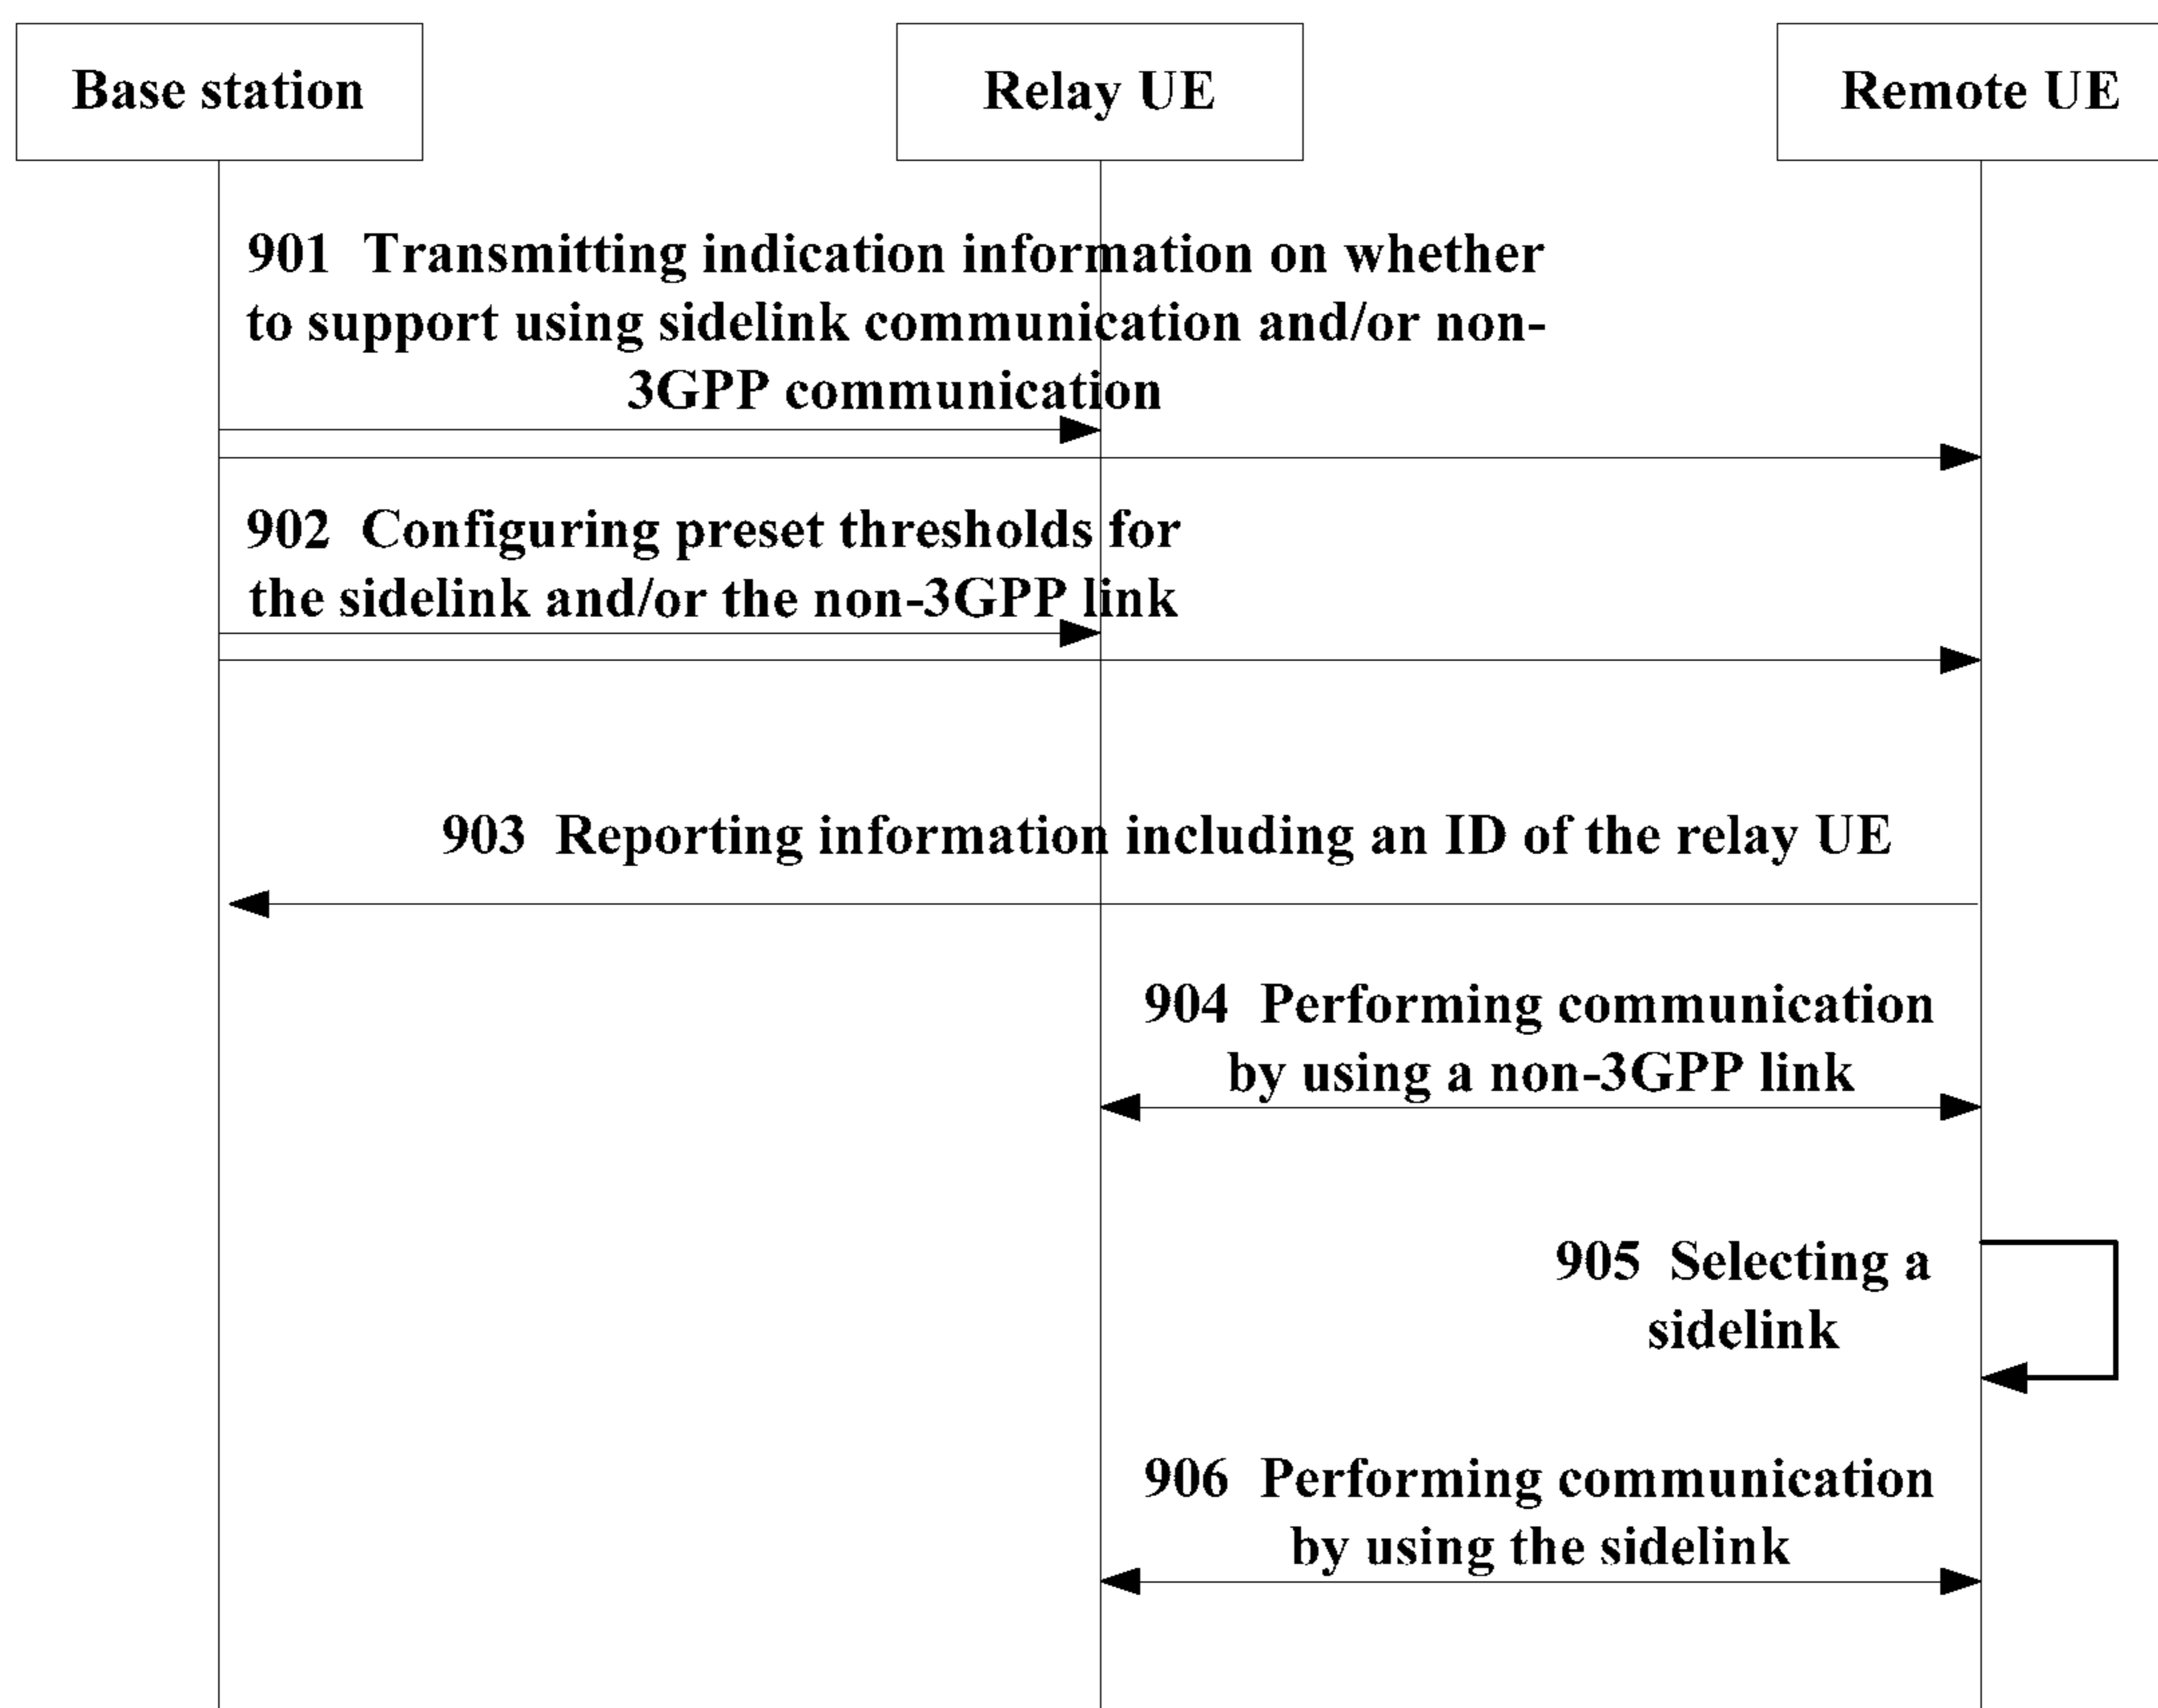 Base station
Relay UE
Remote UE
901 Transmitting indication information on whether
to support using sidelink communication and/or non-
3GPP communication
902 Configuring preset thresholds for
the sidelink and/or the non-3GPP link
903 Reporting information including an ID of the relay UE
904 Performing communication
by using a non-3GPP link
905 Selecting a
sidelink
906 Performing communication
by using the sidelink